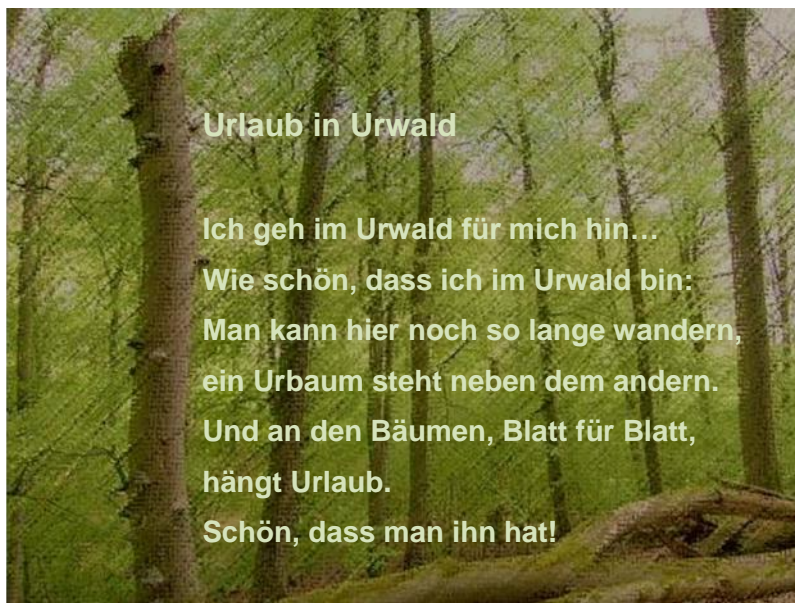 Urlaub in Urwald
Ich geh im Urwald für mich hin…
Wie schön, dass ich im Urwald bin:
Man kann hier noch so lange wandern,
ein Urbaum steht neben dem andern.
Und an den Bäumen, Blatt für Blatt,
hängt Urlaub.
Schön, dass man ihn hat!